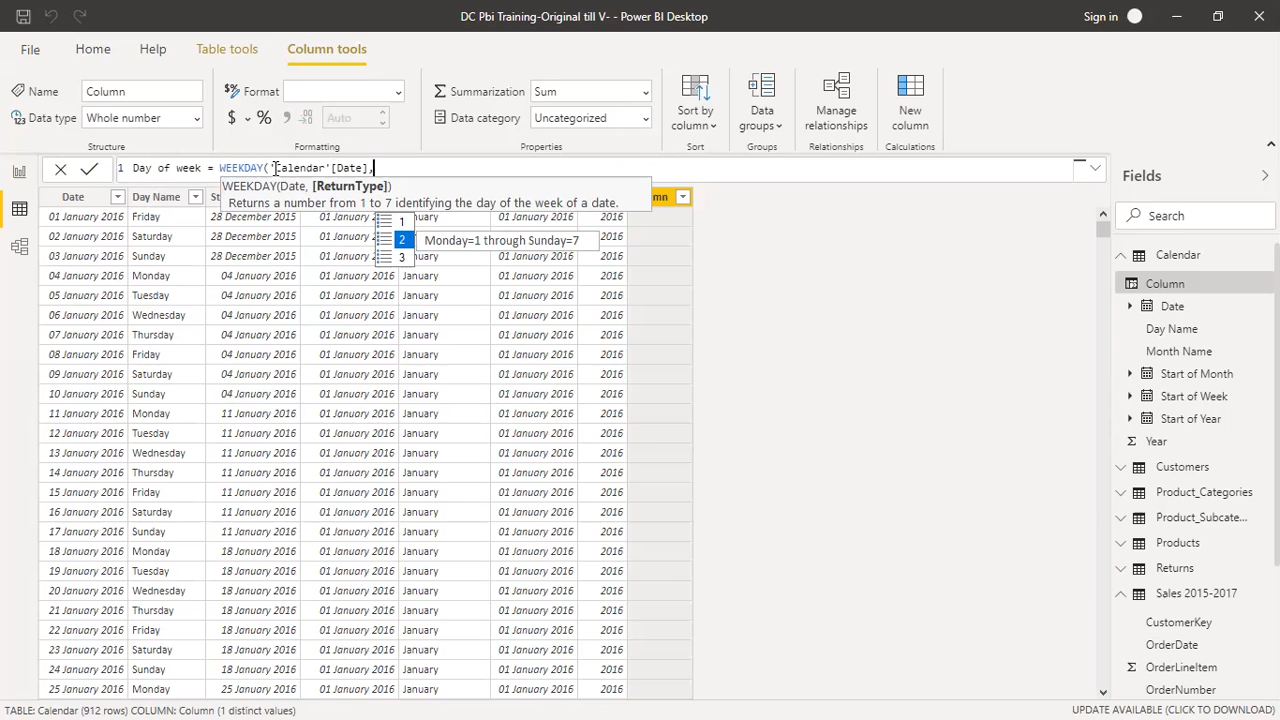 DC Pbi Training-Original till V- - Power BI Desktop
Sign in
File Home Help Table tools Column tools
Name Column
Data type Whole number
Structure
Format
$ % Auto
Formatting
Summarization Sum
Data category Uncategorized
Properties
Sort by column
Sort
Data groups
Groups
Manage relationships
Relationships
New column
Calculations
1 Day of week = WEEKDAY('Calendar'[Date],
WEEKDAY(Date, [ReturnType])
Returns a number from 1 to 7 identifying the day of the week of a date.
1
2 Monday=1 through Sunday=7
3
Date Day Name St mn
01 January 2016 Friday 28 December 2015 01 January 2 January 01 January 2016 2016
02 January 2016 Saturday 28 December 2015 01 January 2 01 January 2016 2016
03 January 2016 Sunday 28 December 2015 01 January 2 anuary 01 January 2016 2016
04 January 2016 Monday 04 January 2016 01 January 2016 January 01 January 2016 2016
05 January 2016 Tuesday 04 January 2016 01 January 2016 January 01 January 2016 2016
06 January 2016 Wednesday 04 January 2016 01 January 2016 January 01 January 2016 2016
07 January 2016 Thursday 04 January 2016 01 January 2016 January 01 January 2016 2016
08 January 2016 Friday 04 January 2016 01 January 2016 January 01 January 2016 2016
09 January 2016 Saturday 04 January 2016 01 January 2016 January 01 January 2016 2016
10 January 2016 Sunday 04 January 2016 01 January 2016 January 01 January 2016 2016
11 January 2016 Monday 11 January 2016 01 January 2016 January 01 January 2016 2016
12 January 2016 Tuesday 11 January 2016 01 January 2016 January 01 January 2016 2016
13 January 2016 Wednesday 11 January 2016 01 January 2016 January 01 January 2016 2016
14 January 2016 Thursday 11 January 2016 01 January 2016 January 01 January 2016 2016
15 January 2016 Friday 11 January 2016 01 January 2016 January 01 January 2016 2016
16 January 2016 Saturday 11 January 2016 01 January 2016 January 01 January 2016 2016
17 January 2016 Sunday 11 January 2016 01 January 2016 January 01 January 2016 2016
18 January 2016 Monday 18 January 2016 01 January 2016 January 01 January 2016 2016
19 January 2016 Tuesday 18 January 2016 01 January 2016 January 01 January 2016 2016
20 January 2016 Wednesday 18 January 2016 01 January 2016 January 01 January 2016 2016
21 January 2016 Thursday 18 January 2016 01 January 2016 January 01 January 2016 2016
22 January 2016 Friday 18 January 2016 01 January 2016 January 01 January 2016 2016
23 January 2016 Saturday 18 January 2016 01 January 2016 January 01 January 2016 2016
24 January 2016 Sunday 18 January 2016 01 January 2016 January 01 January 2016 2016
25 January 2016 Monday 25 January 2016 01 January 2016 January 01 January 2016 2016
Fields
Search
Calendar
Column
Date
Day Name
Month Name
Start of Month
Start of Week
Start of Year
Year
Customers
Product_Categories
Product_Subcate...
Products
Returns
Sales 2015-2017
CustomerKey
OrderDate
OrderLineItem
OrderNumber
TABLE: Calendar (912 rows) COLUMN: Column (1 distinct values)
UPDATE AVAILABLE (CLICK TO DOWNLOAD)